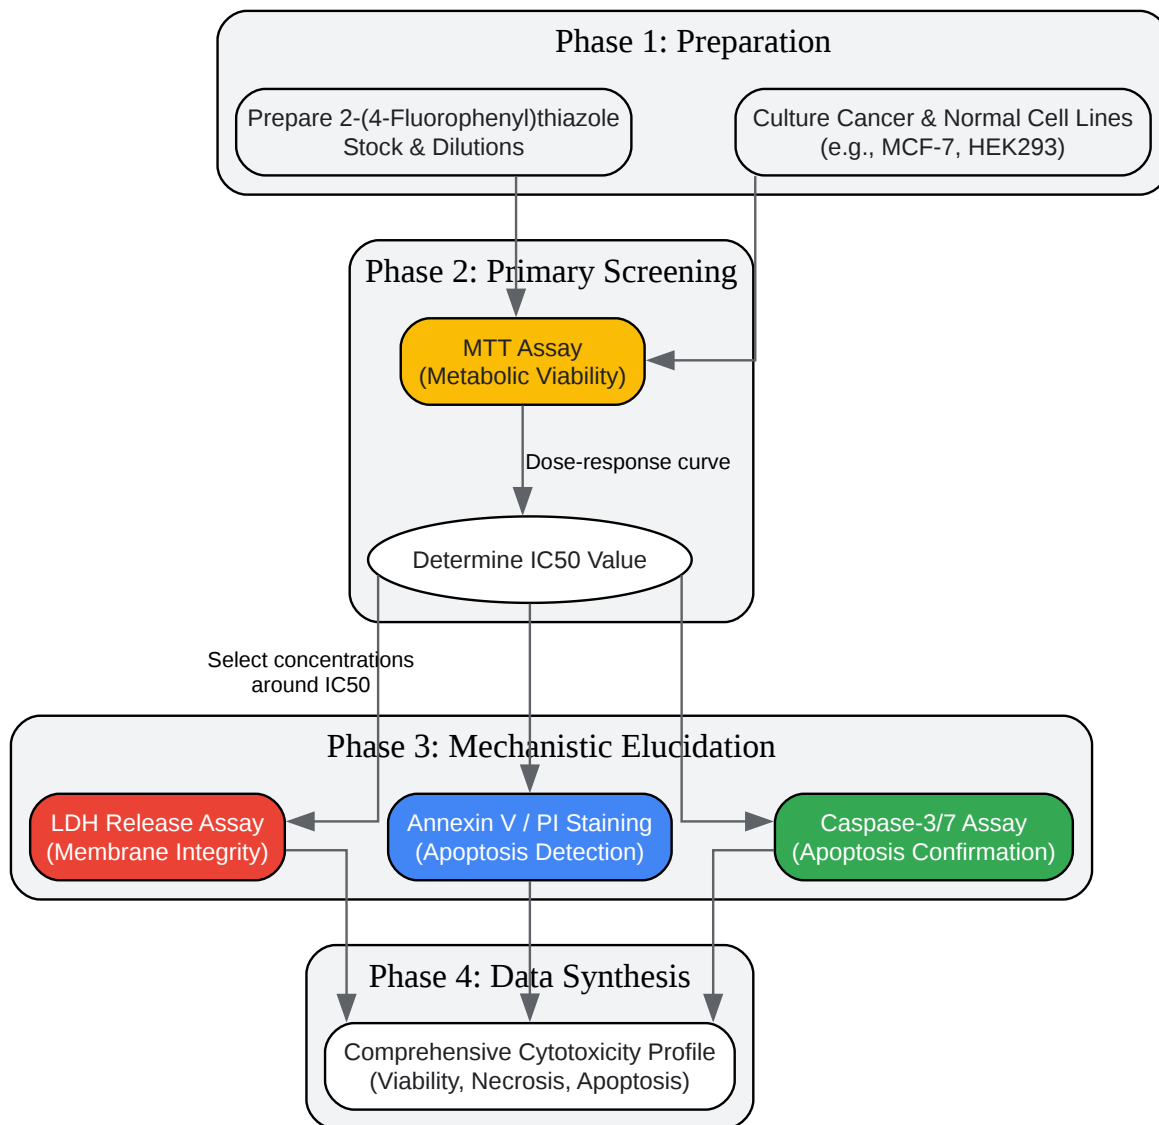 Phase 1: Preparation
Prepare 2-(4-Fluorophenyl)thiazole
Stock & Dilutions
Culture Cancer & Normal Cell Lines
(e.g., MCF-7, HEK293)
Phase 2: Primary Screening
MTT Assay
(Metabolic Viability)
Dose-response curve
Determine IC50 Value
Select concentrations
around IC50
Phase 3: Mechanistic Elucidation
LDH Release Assay
(Membrane Integrity)
Annexin V / PI Staining
(Apoptosis Detection)
Caspase-3/7 Assay
(Apoptosis Confirmation)
Phase 4: Data Synthesis
Comprehensive Cytotoxicity Profile
(Viability, Necrosis, Apoptosis)